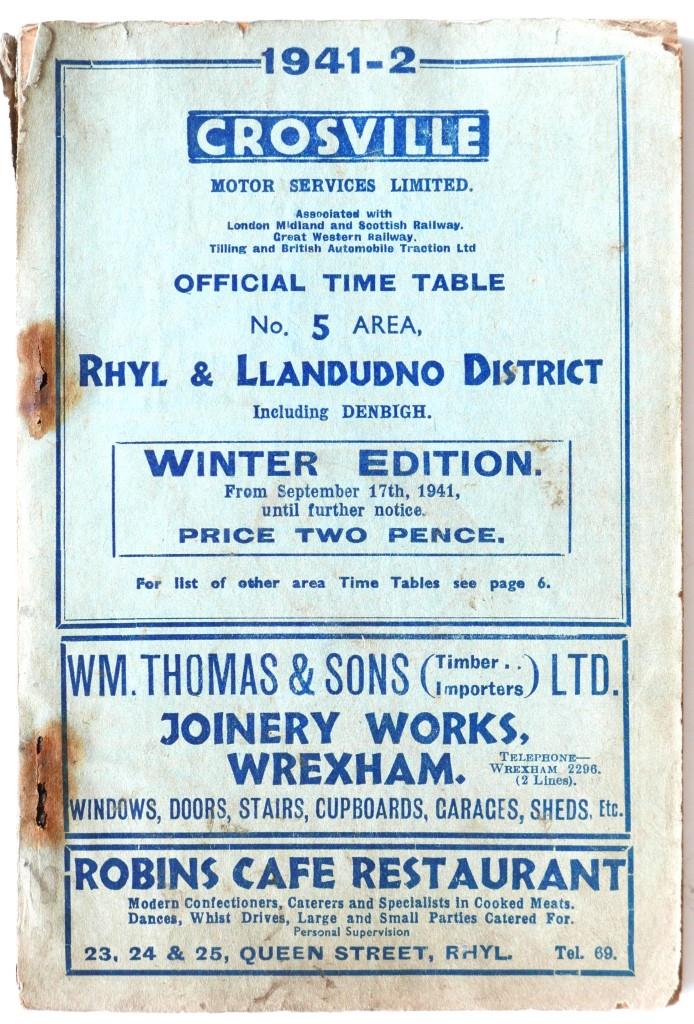 1941-2
CROSVILLE
MOTOR SERVICES LIMITED.
Associated with
London Midland and Scottish Railway.
Great Western Railway.
Tilling and British Automobile Traction Ltd
OFFICIAL TIME TABLE
No. 5 AREA,
RHYL & LLANDUDNO DISTRICT
Including DENBIGH.
WINTER EDITION.
From September 17th, 1941,
until further notice.
PRICE TWO PENCE.
For list of other area Time Tables see page 6.
WM. THOMAS & SONS (Timber . . Importers) LTD.
JOINERY WORKS,
WREXHAM.
TELEPHONE—
WREXHAM 2296.
(2 Lines).
WINDOWS, DOORS, STAIRS, CUPBOARDS, GARAGES, SHEDS, Etc.
ROBINS CAFE RESTAURANT
Modern Confectioners, Caterers and Specialists in Cooked Meats.
Dances, Whist Drives, Large and Small Parties Catered For.
Personal Supervision
23, 24 & 25, QUEEN STREET, RHYL. Tel. 69.